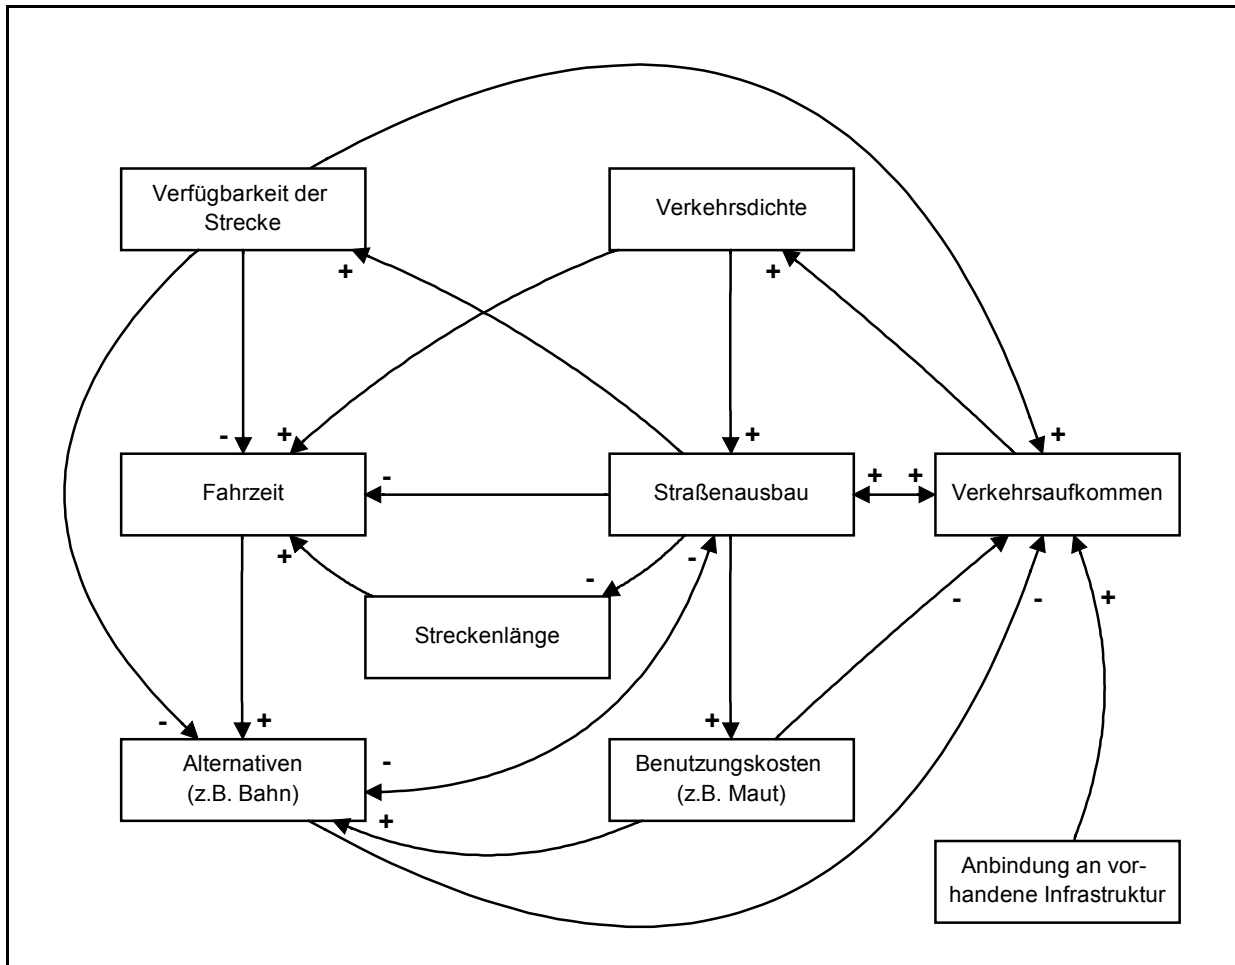 Verfügbarkeit der
Strecke
Verkehrsdichte
+
+
-
+
+
+
Fahrzeit
-
Straßenausbau
+
+
Verkehrsaufkommen
+
-
-
-
-
+
Streckenlänge
-
+
+
Alternativen
(z.B. Bahn)
-
Benutzungskosten
(z.B. Maut)
+
Anbindung an vor-
handene Infrastruktur